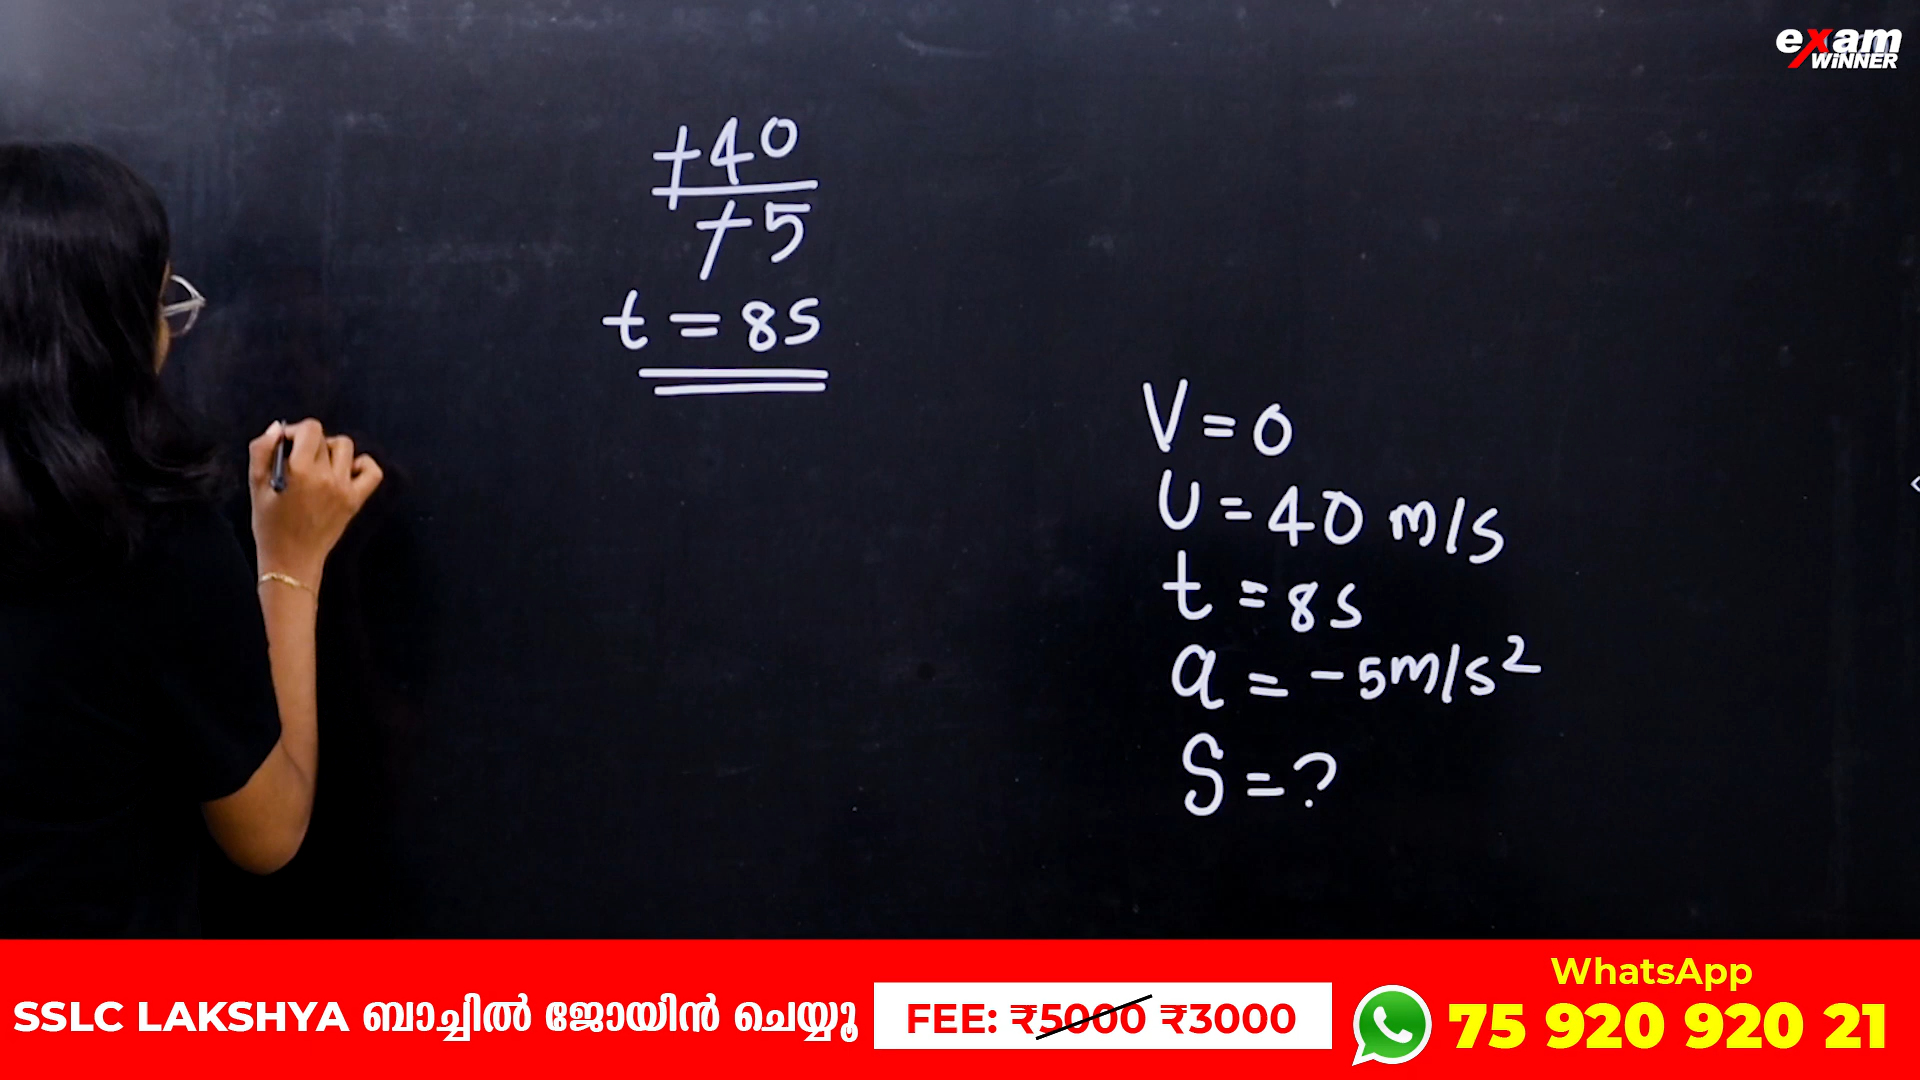 exam
WiNNER
+40
+5
t = 8s
V = 0
U = 40 m/s
t = 8s
a = -5m/s²
S = ?
SSLC LAKSHYA ബാച്ചിൽ ജോയിൻ ചെയ്യൂ
FEE: ₹5000 ₹3000
WhatsApp
75 920 920 21